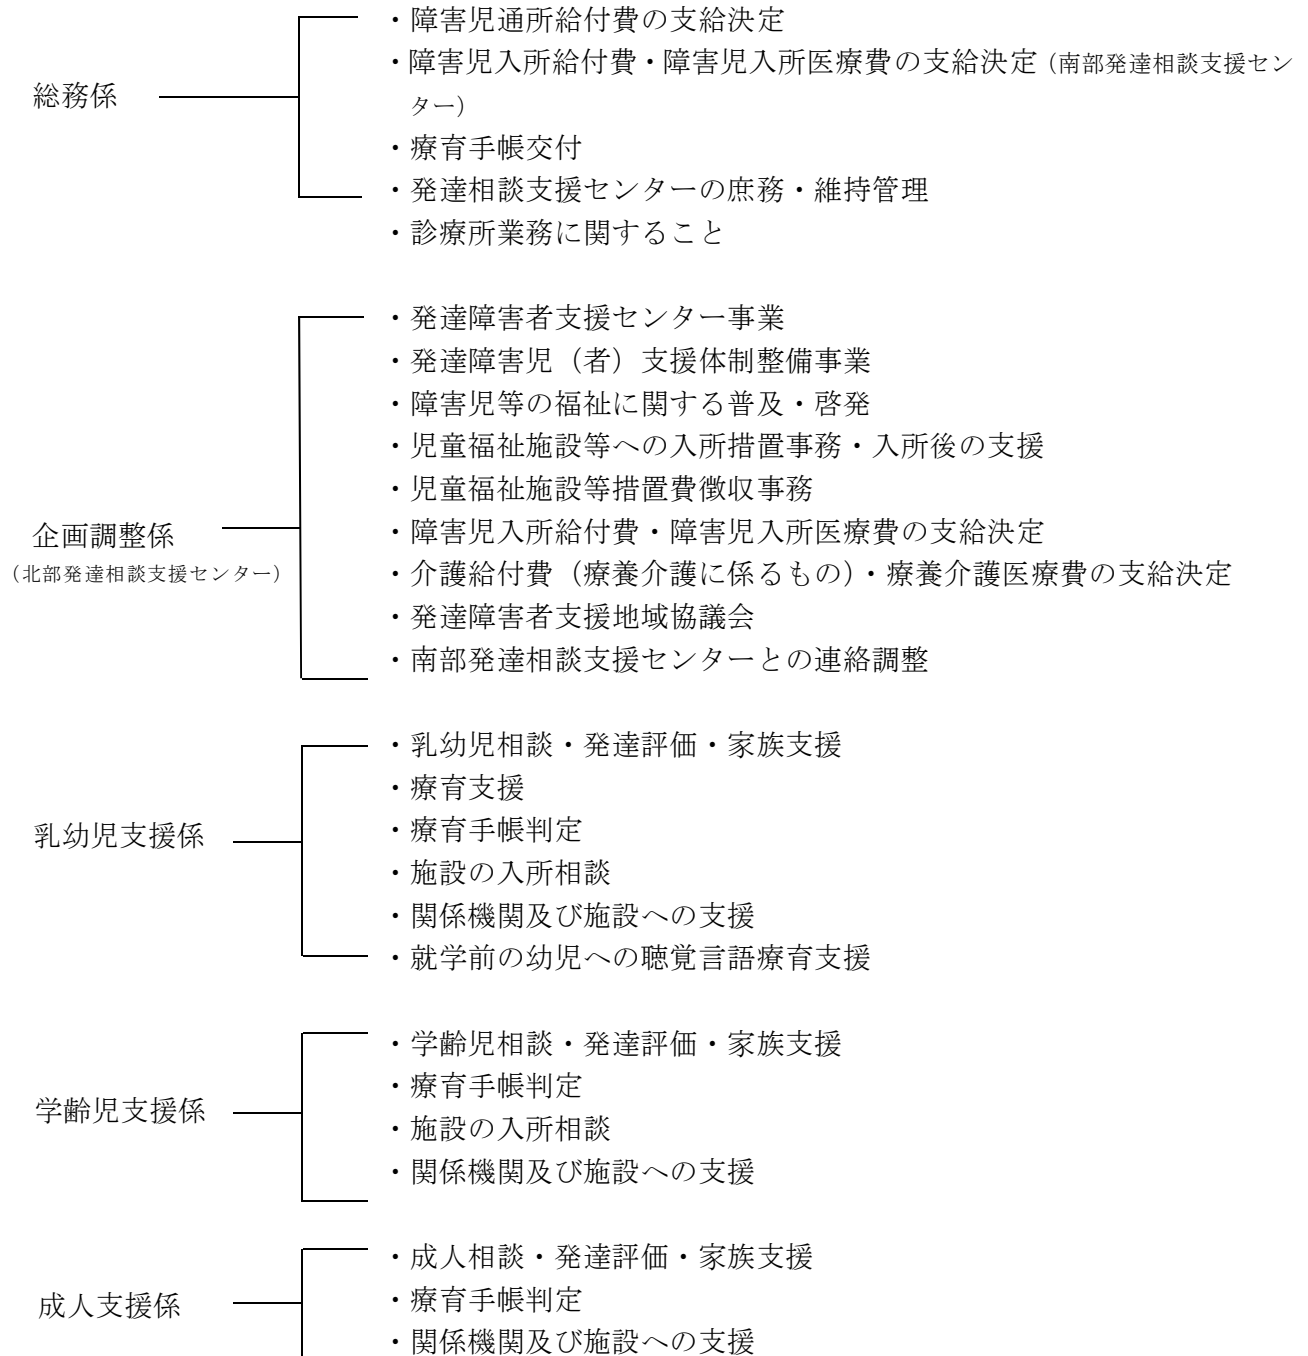 総務係
・障害児通所給付費の支給決定
・障害児入所給付費・障害児入所医療費の支給決定（南部発達相談支援セン
ター）
・療育手帳交付
・発達相談支援センターの庶務・維持管理
・診療所業務に関すること
企画調整係
（北部発達相談支援センター）
・発達障害者支援センター事業
・発達障害児（者）支援体制整備事業
・障害児等の福祉に関する普及・啓発
・児童福祉施設等への入所措置事務・入所後の支援
・児童福祉施設等措置費徴収事務
・障害児入所給付費・障害児入所医療費の支給決定
・介護給付費（療養介護に係るもの）・療養介護医療費の支給決定
・発達障害者支援地域協議会
・南部発達相談支援センターとの連絡調整
乳幼児支援係
・乳幼児相談・発達評価・家族支援
・療育支援
・療育手帳判定
・施設の入所相談
・関係機関及び施設への支援
・就学前の幼児への聴覚言語療育支援
学齢児支援係
・学齢児相談・発達評価・家族支援
・療育手帳判定
・施設の入所相談
・関係機関及び施設への支援
成人支援係
・成人相談・発達評価・家族支援
・療育手帳判定
・関係機関及び施設への支援